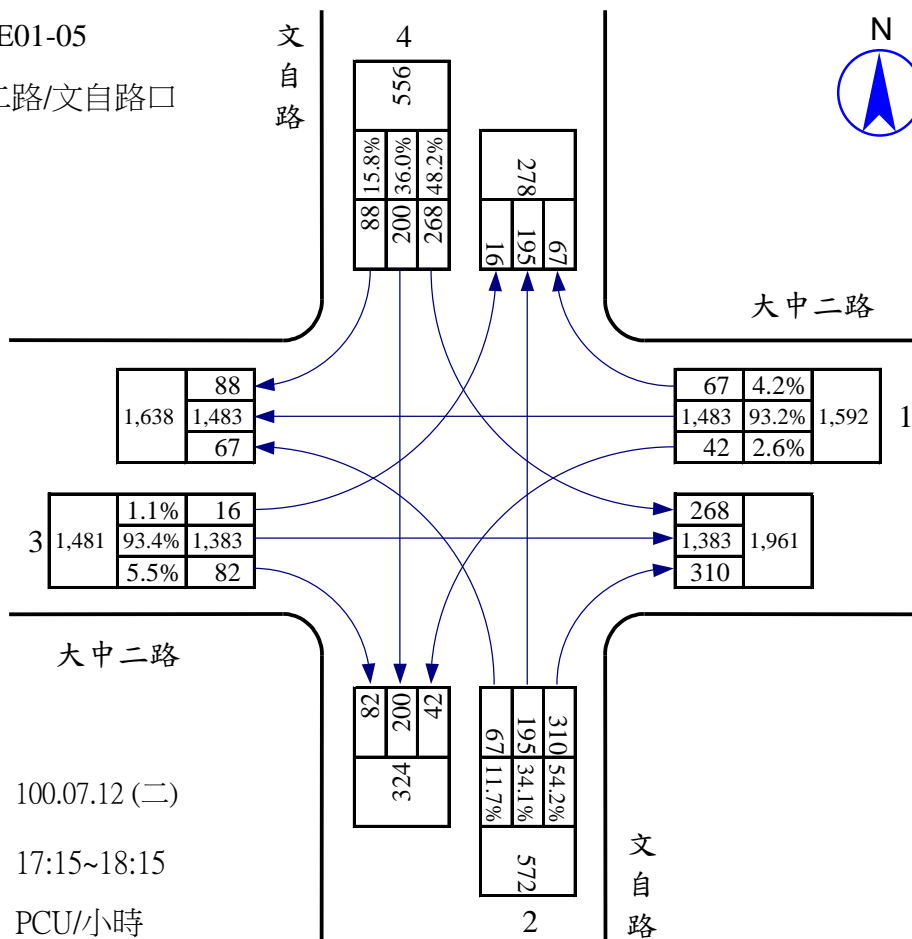 E01-05
二路/文自路口
文自路
4
N
556
15.8% 36.0% 48.2%
88 200 268
278
16 195 67
大中二路
1,638
88
1,483
67
67 4.2%
1,483 93.2%
42 2.6%
1,592
1
3
1,481
1.1% 16
93.4% 1,383
5.5% 82
268
1,383
310
1,961
大中二路
82 200 42
324
67 195 310
11.7% 34.1% 54.2%
572
2
文自路
100.07.12 (二)
17:15~18:15
PCU/小時